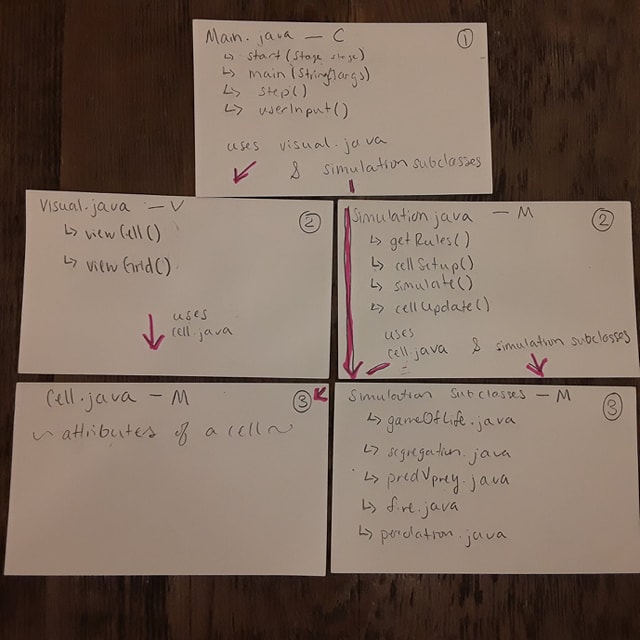 Main.java — C ①
↳ start(Stage stage)
↳ main(String[] args)
↳ step()
↳ userInput()
uses visual.java
& simulation subclasses
Visual.java — V ②
↳ viewCell()
↳ viewGrid()
uses
cell.java
Simulation.java — M ②
↳ getRules()
↳ cellSetup()
↳ simulate()
↳ cellUpdate()
uses
cell.java & simulation subclasses
Cell.java — M ③
~ attributes of a cell ~
Simulation Subclasses — M ③
↳ gameOfLife.java
↳ segregation.java
↳ predVprey.java
↳ fire.java
↳ percolation.java